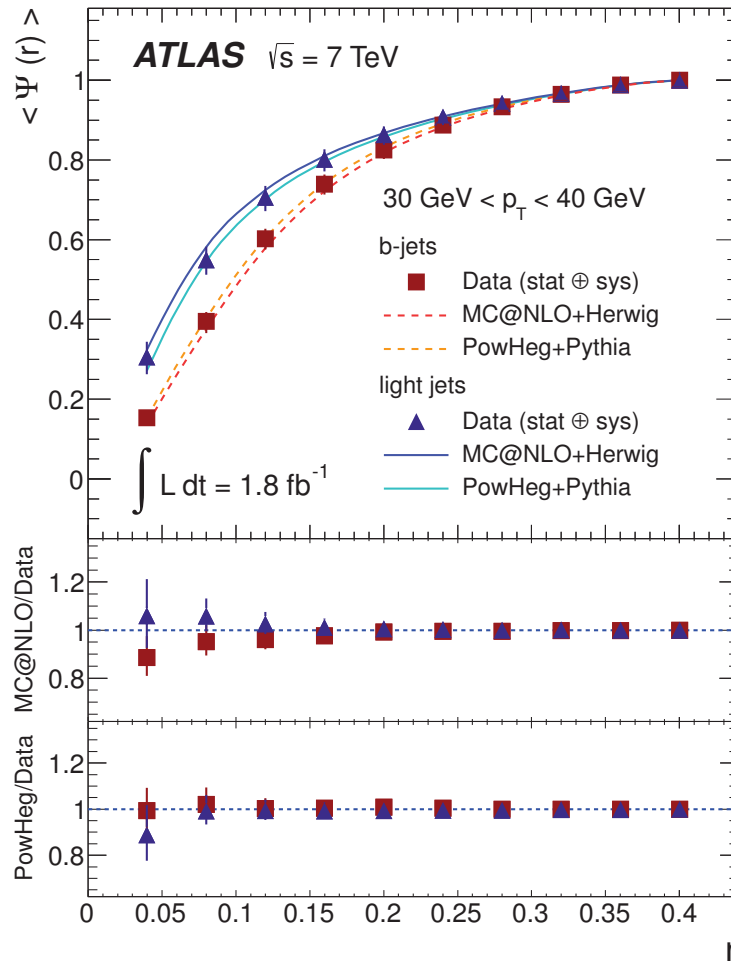 ATLAS √s = 7 TeV
< Ψ (r) >
1
0.8
0.6
0.4
0.2
0
30 GeV < p_T < 40 GeV
b-jets
Data (stat ⊕ sys)
MC@NLO+Herwig
PowHeg+Pythia
light jets
Data (stat ⊕ sys)
MC@NLO+Herwig
PowHeg+Pythia
∫ L dt = 1.8 fb⁻¹
MC@NLO/Data
1.2
1
0.8
PowHeg/Data
1.2
1
0.8
0 0.05 0.1 0.15 0.2 0.25 0.3 0.35 0.4